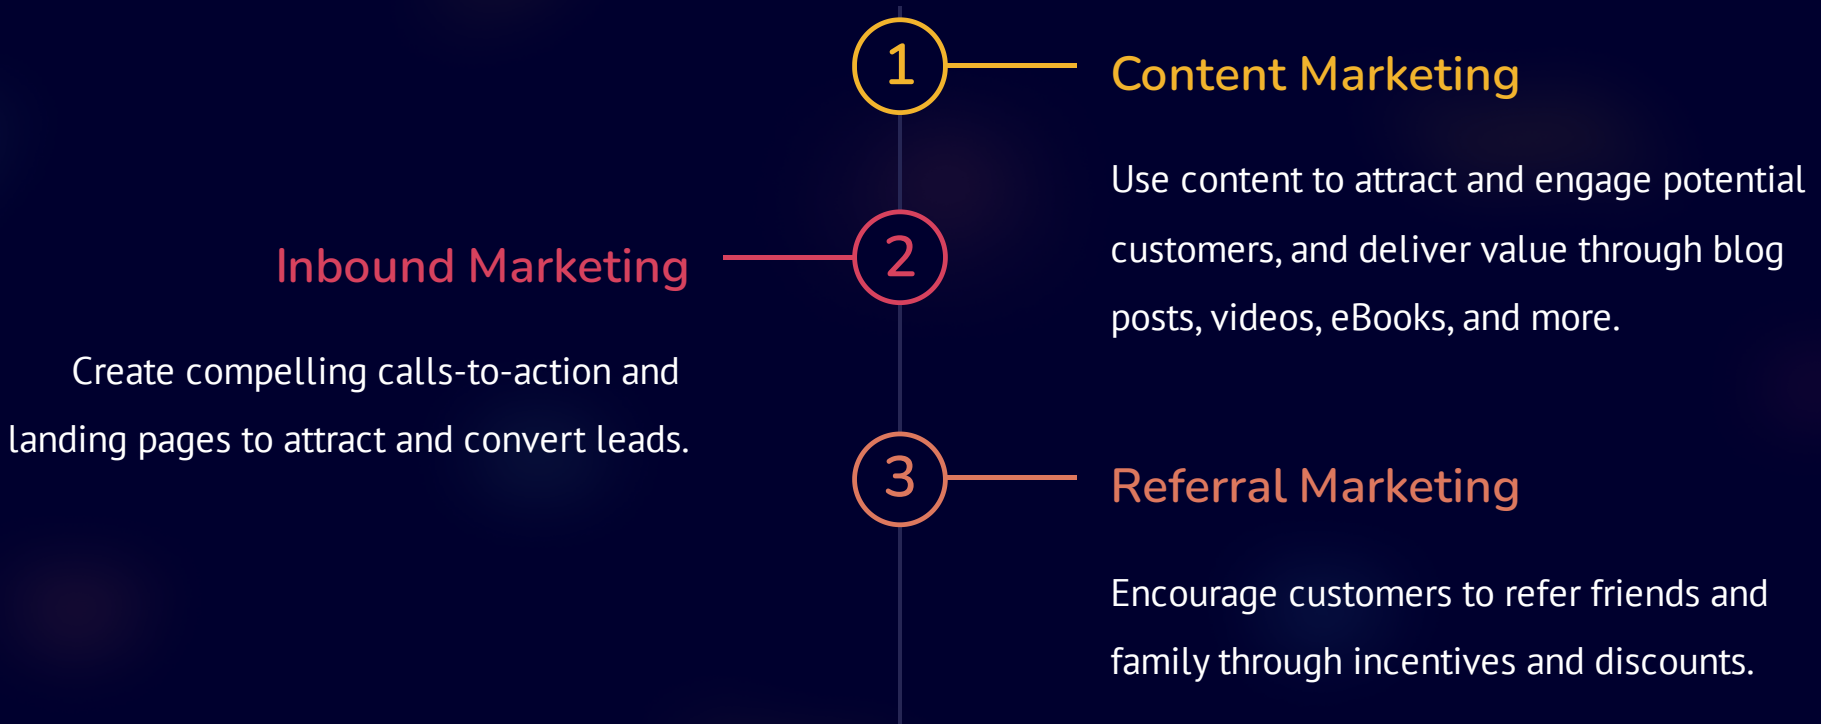 1
Content Marketing
Use content to attract and engage potential
customers, and deliver value through blog
posts, videos, eBooks, and more.
2
Inbound Marketing
Create compelling calls-to-action and
landing pages to attract and convert leads.
3
Referral Marketing
Encourage customers to refer friends and
family through incentives and discounts.